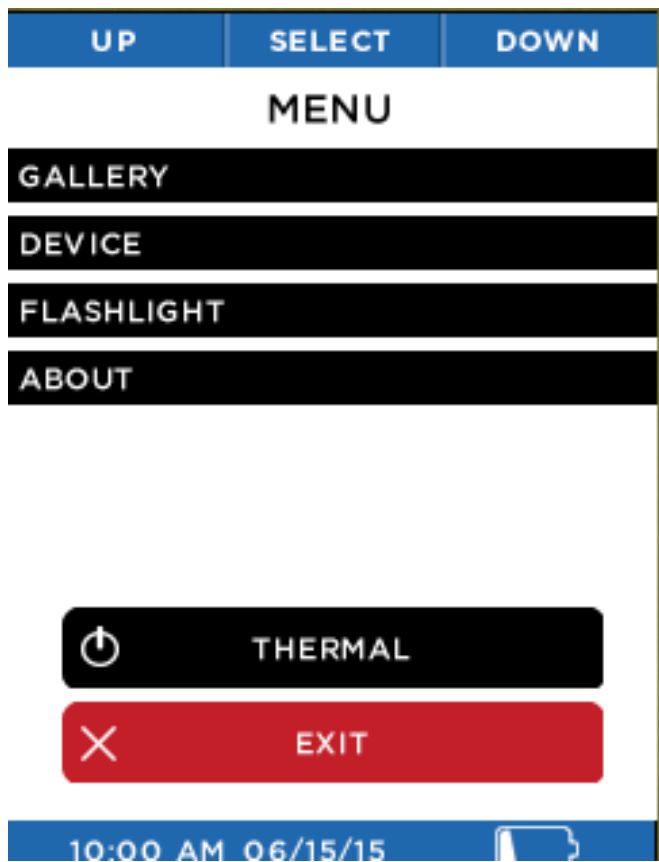 UP SELECT DOWN
MENU
GALLERY
DEVICE
FLASHLIGHT
ABOUT
THERMAL
EXIT
10:00 AM 06/15/15